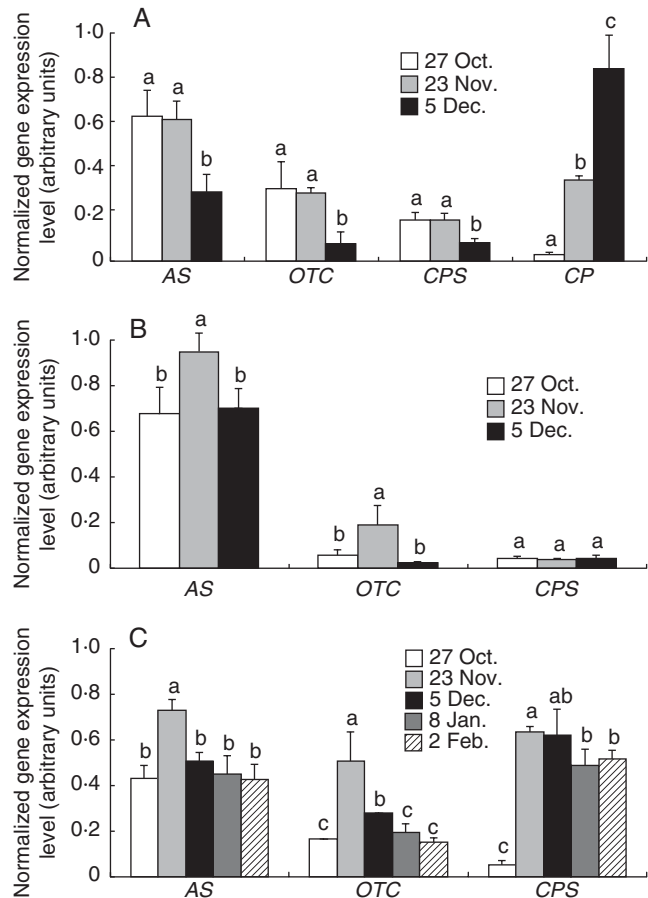 A
Normalized gene expression
level (arbitrary units)
1·0
0·8
0·6
0·4
0·2
0
27 Oct.
23 Nov.
5 Dec.
a a b
a a b
a a b
a b c
AS OTC CPS CP
B
Normalized gene expression
level (arbitrary units)
1·0
0·8
0·6
0·4
0·2
0
27 Oct.
23 Nov.
5 Dec.
b a b
b a b
a a a
AS OTC CPS
C
Normalized gene expression
level (arbitrary units)
1·0
0·8
0·6
0·4
0·2
0
27 Oct.
23 Nov.
5 Dec.
8 Jan.
2 Feb.
b a b b b
c a b c c
c a ab b b
AS OTC CPS